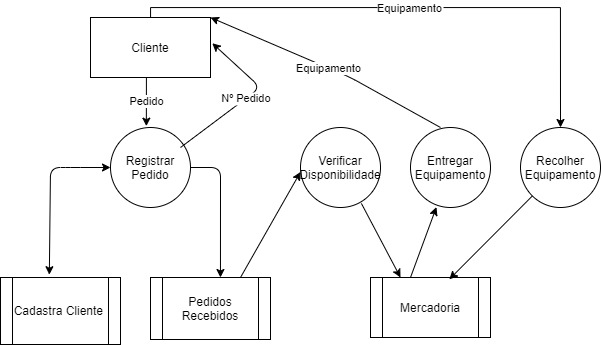 Equipamento
Cliente
Equipamento
Pedido
Nº Pedido
Registrar
Pedido
Verificar
Disponibilidade
Entregar
Equipamento
Recolher
Equipamento
Cadastra Cliente
Pedidos
Recebidos
Mercadoria